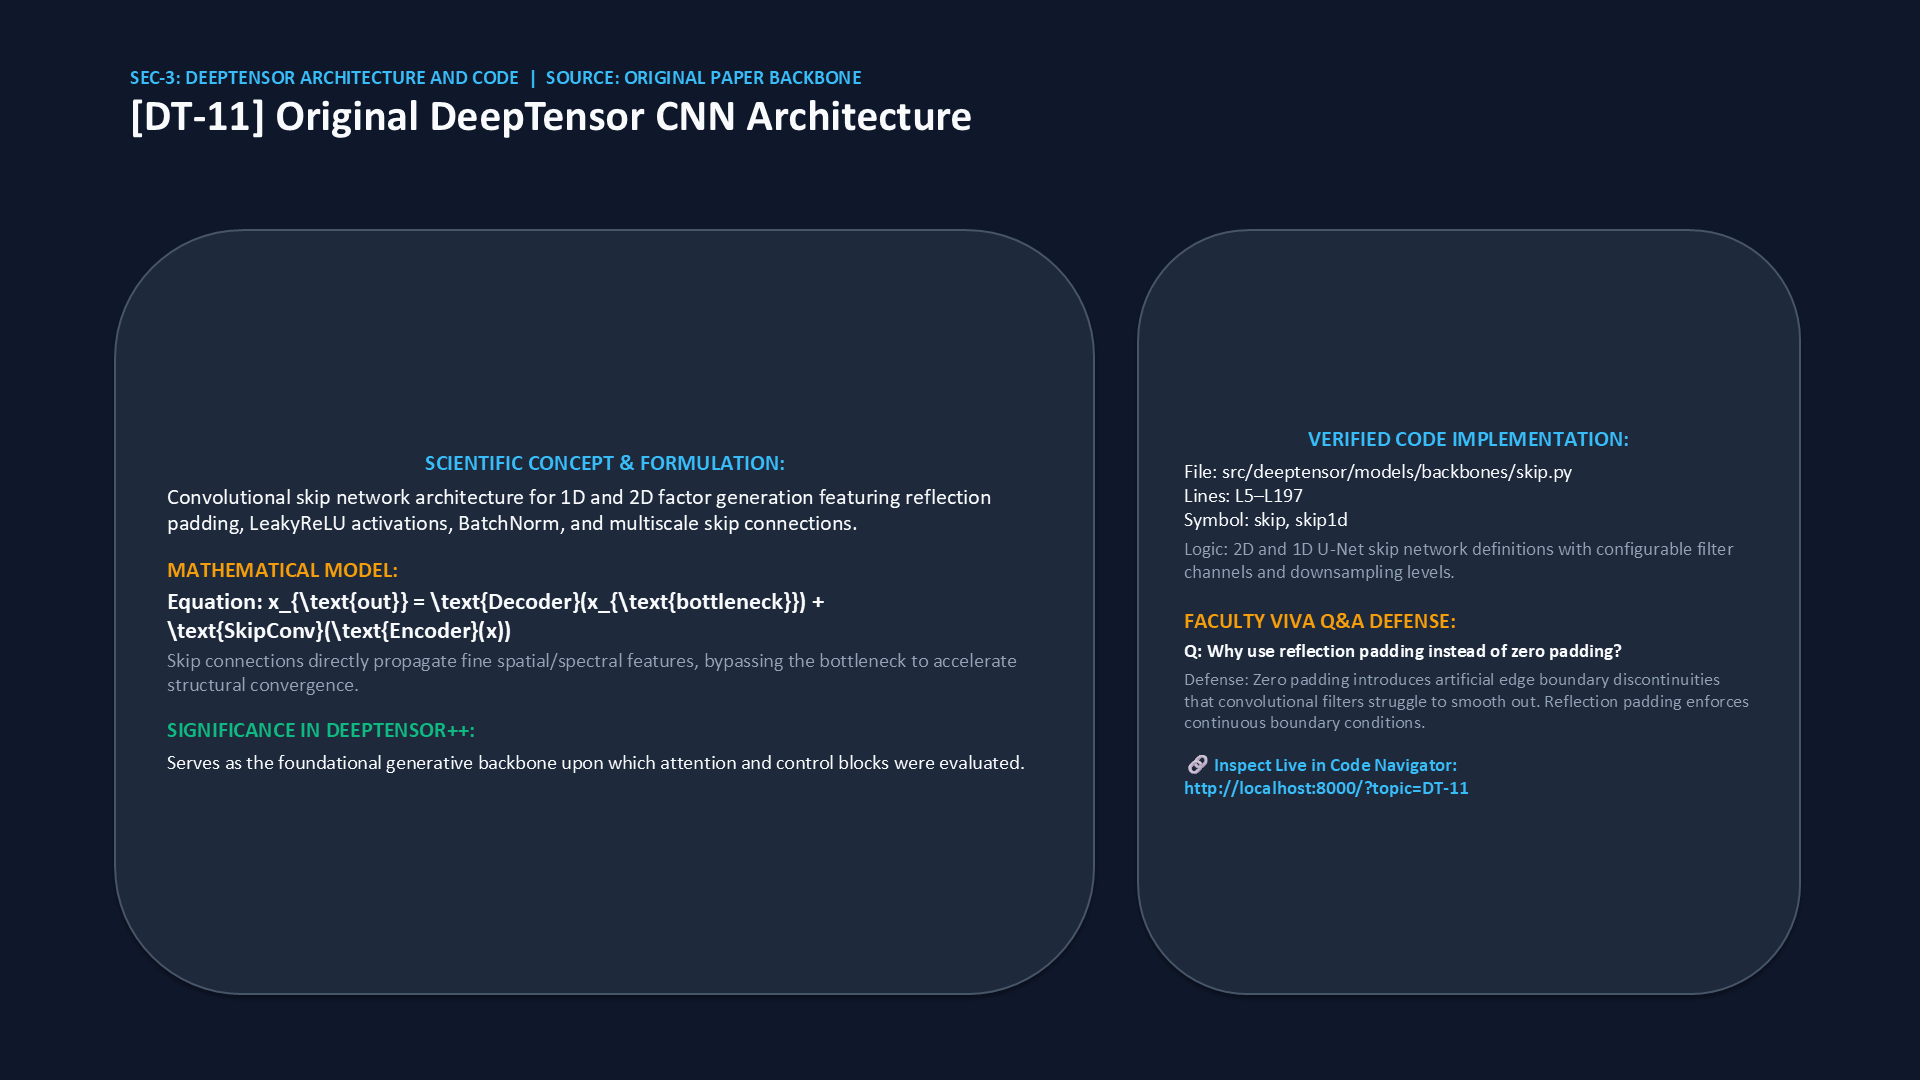 SEC-3: DEEPTENSOR ARCHITECTURE AND CODE | SOURCE: ORIGINAL PAPER BACKBONE
[DT-11] Original DeepTensor CNN Architecture
SCIENTIFIC CONCEPT & FORMULATION:
Convolutional skip network architecture for 1D and 2D factor generation featuring reflection
padding, LeakyReLU activations, BatchNorm, and multiscale skip connections.
MATHEMATICAL MODEL:
Equation: x_{\text{out}} = \text{Decoder}(x_{\text{bottleneck}}) +
\text{SkipConv}(\text{Encoder}(x))
Skip connections directly propagate fine spatial/spectral features, bypassing the bottleneck to accelerate
structural convergence.
SIGNIFICANCE IN DEEPTENSOR++:
Serves as the foundational generative backbone upon which attention and control blocks were evaluated.
VERIFIED CODE IMPLEMENTATION:
File: src/deeptensor/models/backbones/skip.py
Lines: L5–L197
Symbol: skip, skip1d
Logic: 2D and 1D U-Net skip network definitions with configurable filter
channels and downsampling levels.
FACULTY VIVA Q&A DEFENSE:
Q: Why use reflection padding instead of zero padding?
Defense: Zero padding introduces artificial edge boundary discontinuities
that convolutional filters struggle to smooth out. Reflection padding enforces
continuous boundary conditions.
🔗 Inspect Live in Code Navigator:
http://localhost:8000/?topic=DT-11